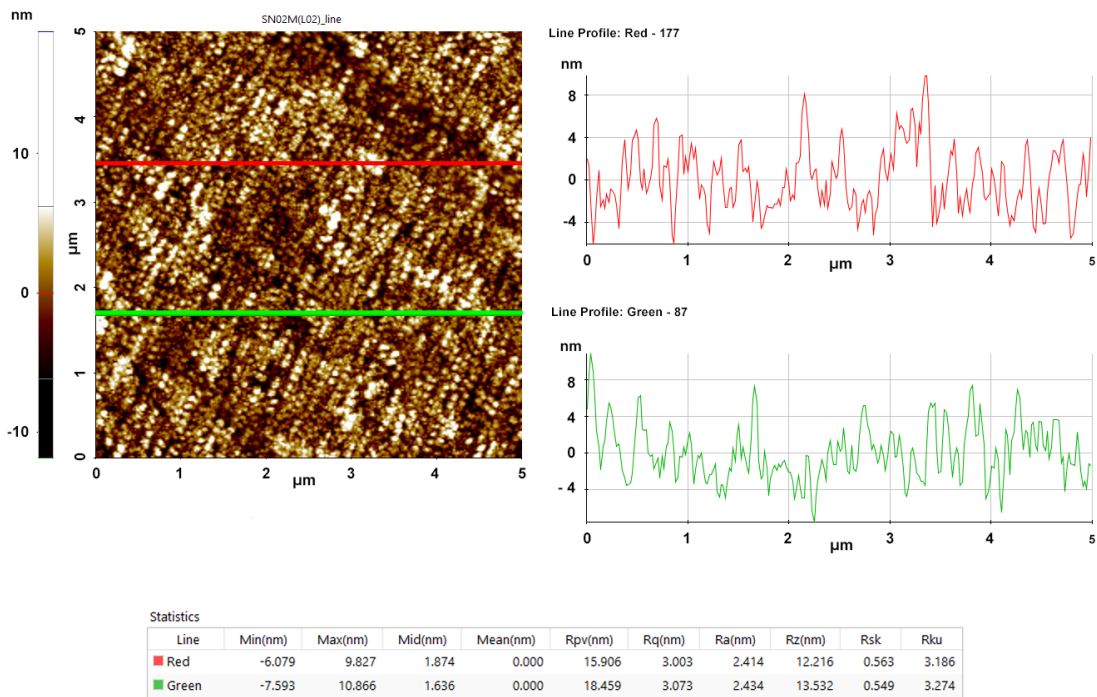 nm
SN02M(L02)_line
10
0
-10
5
4
3
µm
2
1
0
0 1 2 3 4 5
µm
Line Profile: Red - 177
nm
8
4
0
-4
0 1 2 3 4 5
µm
Line Profile: Green - 87
nm
8
4
0
- 4
0 1 2 3 4 5
µm
Statistics
Line Min(nm) Max(nm) Mid(nm) Mean(nm) Rpv(nm) Rq(nm) Ra(nm) Rz(nm) Rsk Rku
Red -6.079 9.827 1.874 0.000 15.906 3.003 2.414 12.216 0.563 3.186
Green -7.593 10.866 1.636 0.000 18.459 3.073 2.434 13.532 0.549 3.274